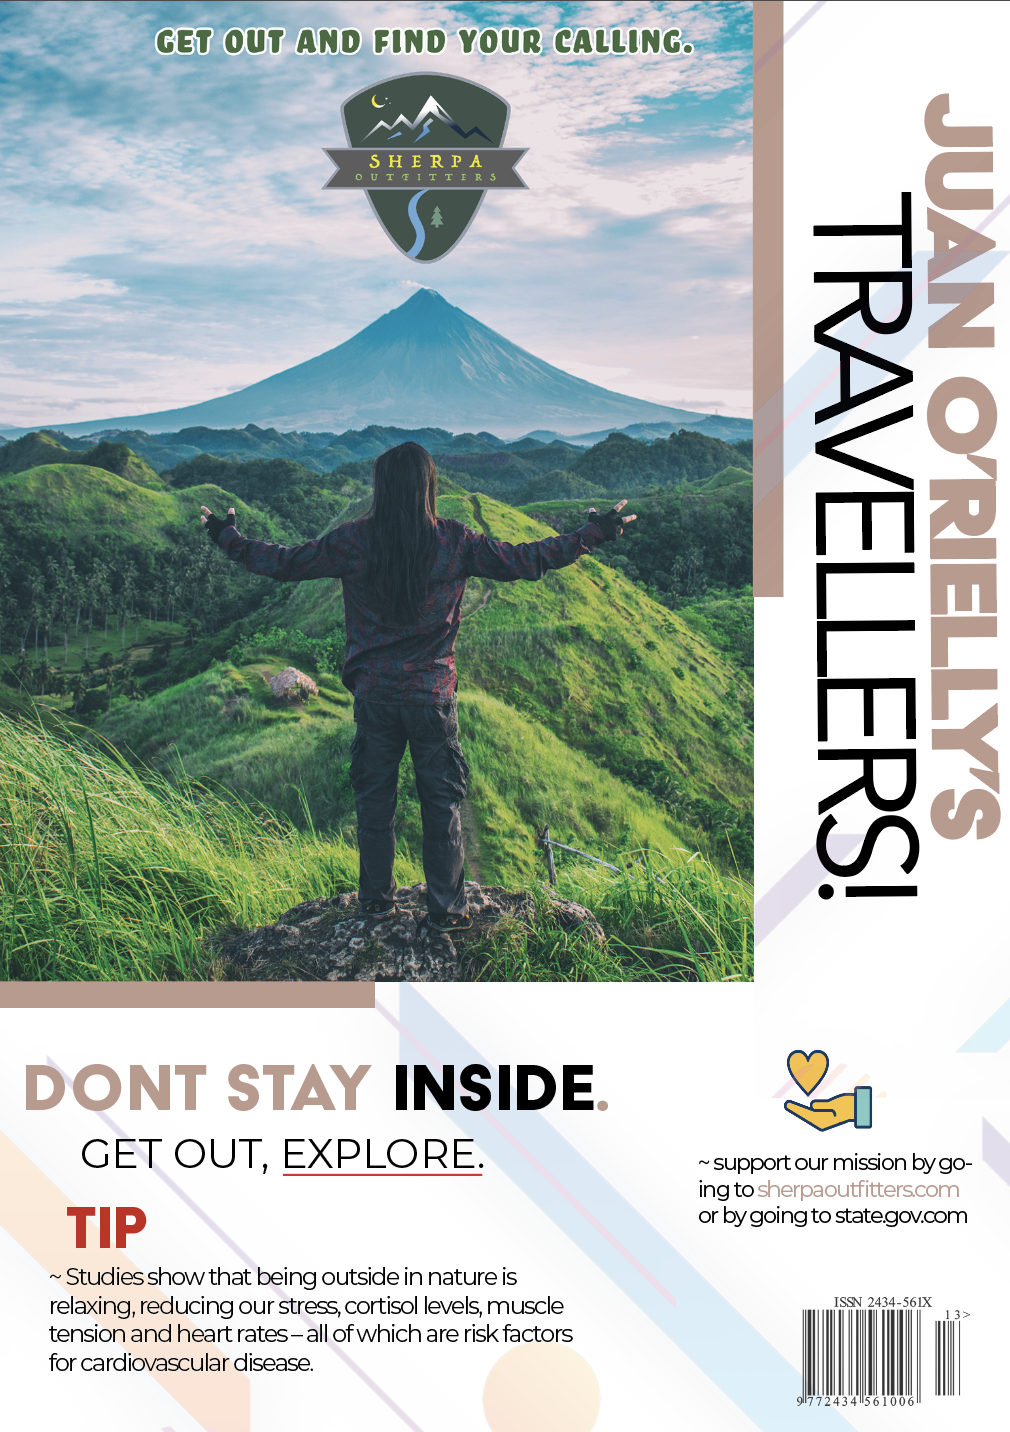 GET OUT AND FIND YOUR CALLING.
SHERPA
OUTFITTERS
JUAN O'RIELLY'S
TRAVELLERS!
DONT STAY INSIDE.
GET OUT, EXPLORE.
TIP
~ Studies show that being outside in nature is
relaxing, reducing our stress, cortisol levels, muscle
tension and heart rates – all of which are risk factors
for cardiovascular disease.
~ support our mission by go-
ing to sherpaoutfitters.com
or by going to state.gov.com
ISSN 2434-561X
13>
9 772434 561006